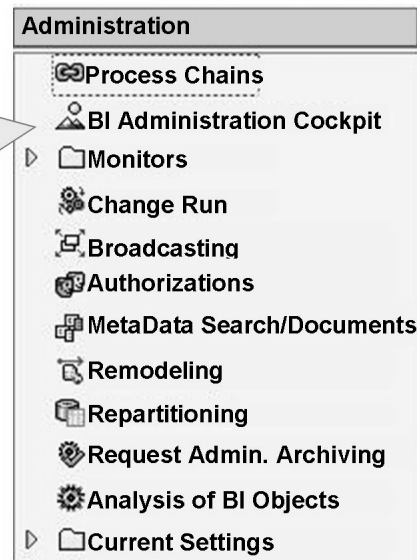 Administration
Process Chains
BI Administration Cockpit
Monitors
Change Run
Broadcasting
Authorizations
MetaData Search/Documents
Remodeling
Repartitioning
Request Admin. Archiving
Analysis of BI Objects
Current Settings